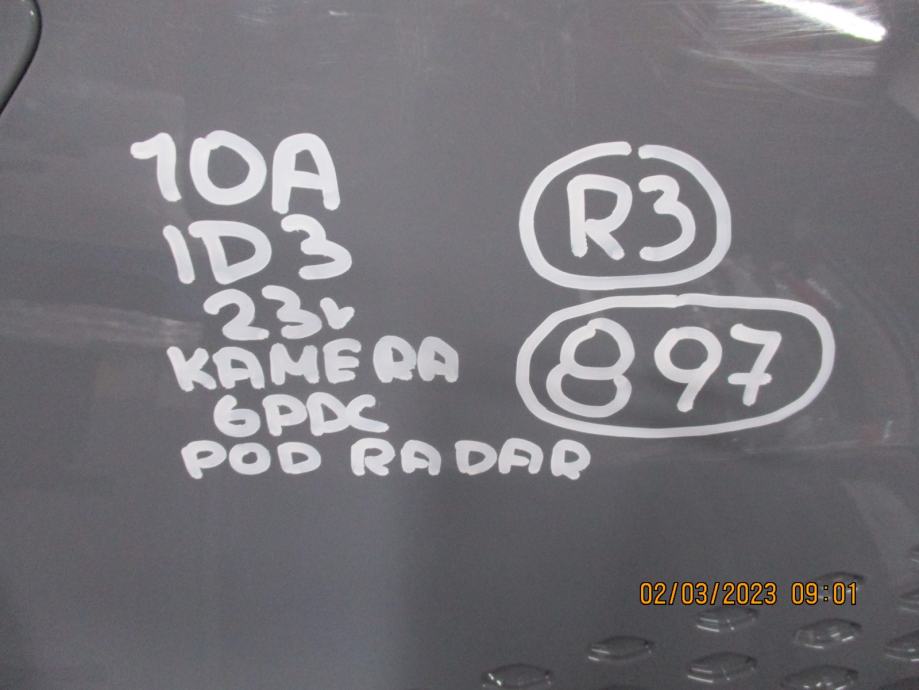 10A
ID3
23r
KAMERA
6PDC
POD RADAR
R3
897
02/03/2023 09:01